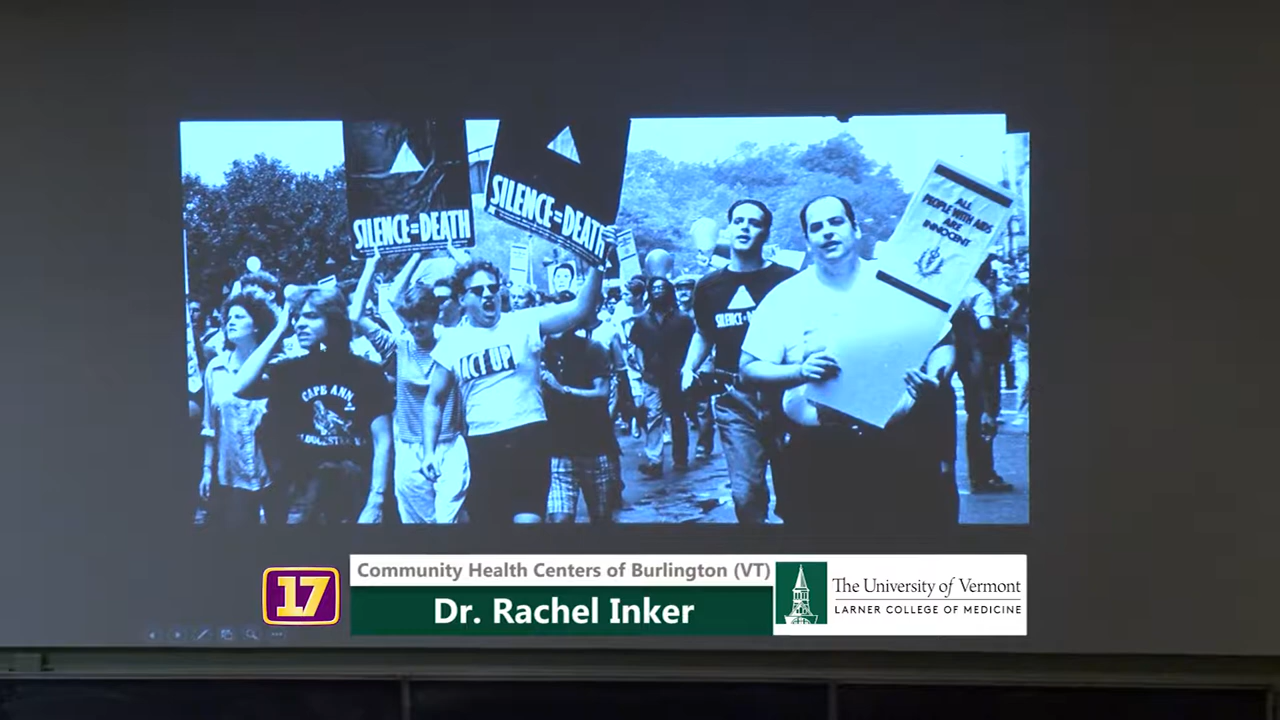 SILENCE=DEATH
SILENCE=DEATH
ALL
PEOPLE WITH AIDS
ARE
INNOCENT
ACT UP
CAPE ANN
17
Community Health Centers of Burlington (VT)
Dr. Rachel Inker
The University of Vermont
LARNER COLLEGE OF MEDICINE